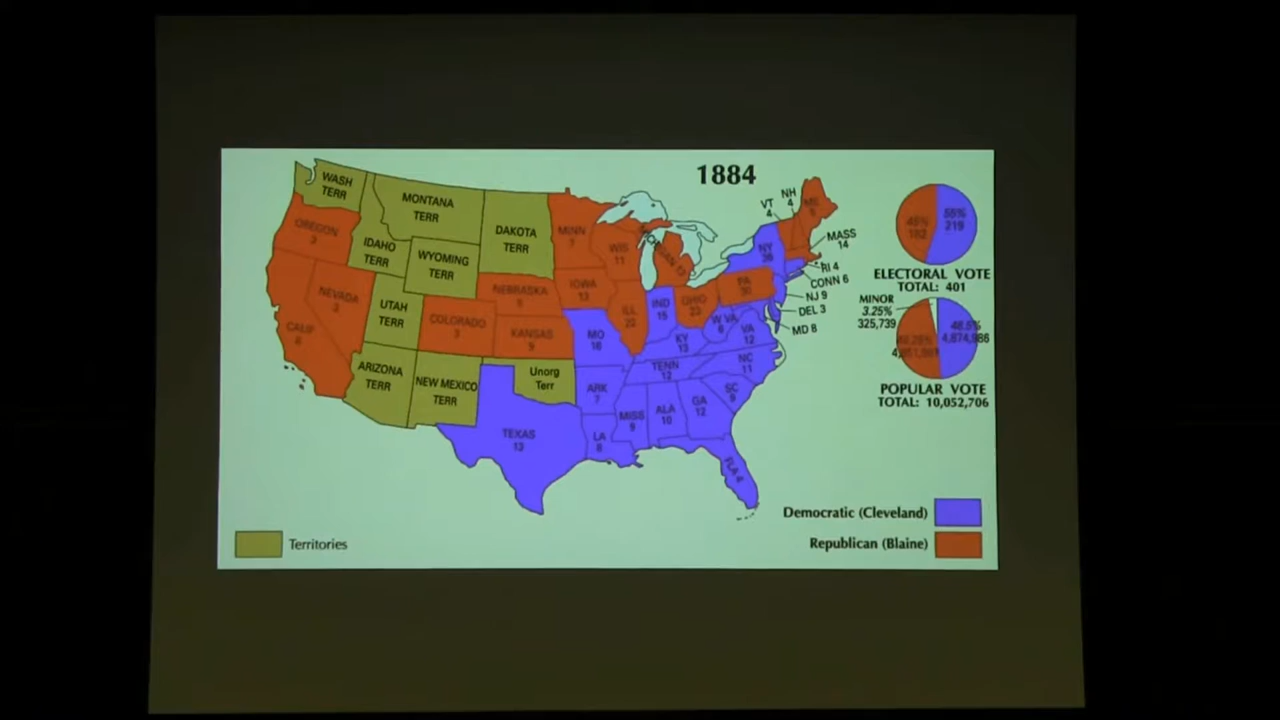 1884
WASH
TERR
MONTANA
TERR
DAKOTA
TERR
IDAHO
TERR
WYOMING
TERR
UTAH
TERR
ARIZONA
TERR
NEW MEXICO
TERR
Unorg
Terr
OREGON
3
NEVADA
3
CALIF
8
COLORADO
3
NEBRASKA
5
KANSAS
9
MINN
7
IOWA
13
WIS
11
ILL
22
MICHIGAN 13
IND
15
OHIO
23
PA
30
NY
36
VT
4
NH
4
ME
6
MASS
14
RI 4
CONN 6
NJ 9
DEL 3
MD 8
W VA
6
VA
12
KY
13
NC
11
TENN
12
SC
9
GA
12
ALA
10
MISS
9
LA
8
ARK
7
MO
16
TEXAS
13
FLA 4
45%
182
55%
219
ELECTORAL VOTE
TOTAL: 401
MINOR
3.25%
325,739
48.5%
4,874,986
POPULAR VOTE
TOTAL: 10,052,706
Democratic (Cleveland)
Republican (Blaine)
Territories